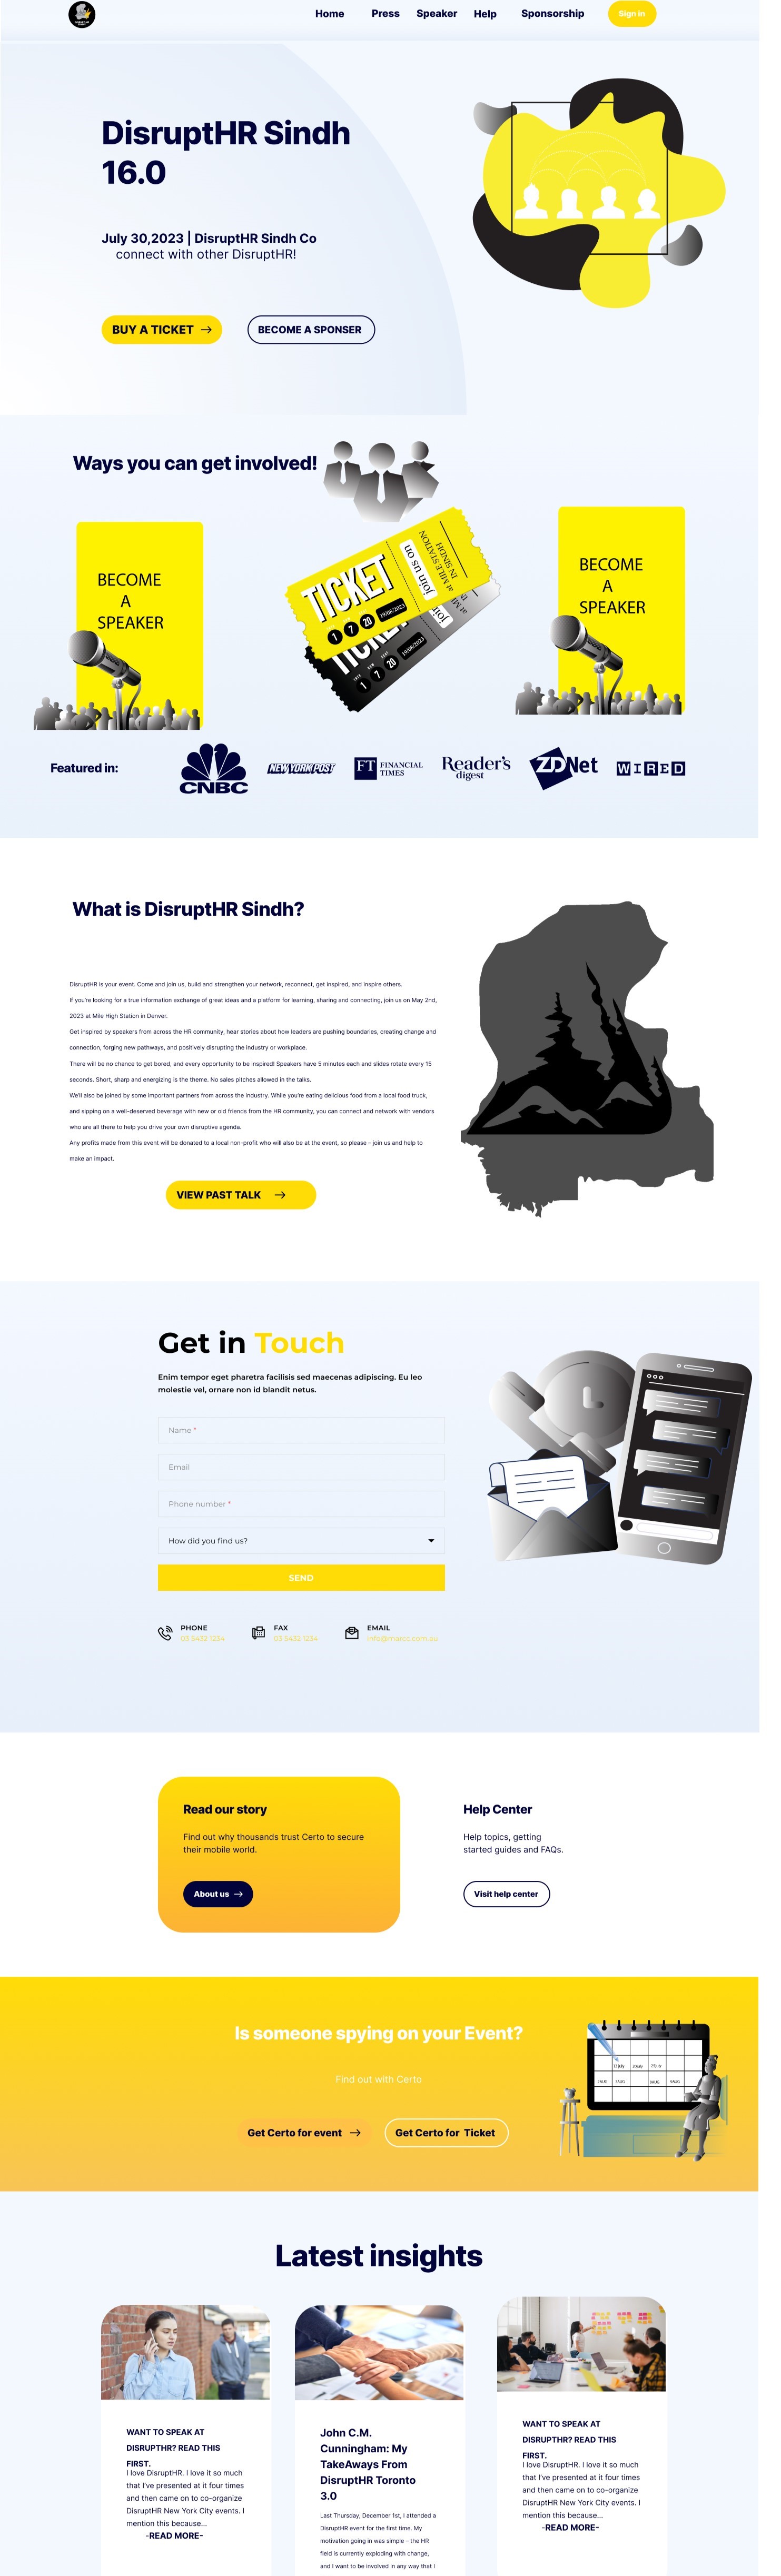 Home Press Speaker Help Sponsorship Sign in
DisruptHR Sindh
16.0
July 30,2023 | DisruptHR Sindh Co
connect with other DisruptHR!
BUY A TICKET →
BECOME A SPONSER
Ways you can get involved!
BECOME
A
SPEAKER
TICKET
join us on
at MILE STATION
IN SINDH
1 7 20 19/06/2023
TICKET
1 7 20 19/06/2023
BECOME
A
SPEAKER
Featured in:
CNBC
NEW YORK POST
FT FINANCIAL
TIMES
Reader's
digest
ZDNet
WIRED
What is DisruptHR Sindh?
DisruptHR is your event. Come and join us, build and strengthen your network, reconnect, get inspired, and inspire others.
If you're looking for a true information exchange of great ideas and a platform for learning, sharing and connecting, join us on May 2nd,
2023 at Mile High Station in Denver.
Get inspired by speakers from across the HR community, hear stories about how leaders are pushing boundaries, creating change and
connection, forging new pathways, and positively disrupting the industry or workplace.
There will be no chance to get bored, and every opportunity to be inspired! Speakers have 5 minutes each and slides rotate every 15
seconds. Short, sharp and energizing is the theme. No sales pitches allowed in the talks.
We'll also be joined by some important partners from across the industry. While you're eating delicious food from a local food truck,
and sipping on a well-deserved beverage with new or old friends from the HR community, you can connect and network with vendors
who are all there to help you drive your own disruptive agenda.
Any profits made from this event will be donated to a local non-profit who will also be at the event, so please – join us and help to
make an impact.
VIEW PAST TALK →
Get in Touch
Enim tempor eget pharetra facilisis sed maecenas adipiscing. Eu leo
molestie vel, ornare non id blandit netus.
Name *
Email
Phone number *
How did you find us?
SEND
PHONE
03 5432 1234
FAX
03 5432 1234
EMAIL
info@marcc.com.au
Read our story
Find out why thousands trust Certo to secure
their mobile world.
About us →
Help Center
Help topics, getting
started guides and FAQs.
Visit help center
Is someone spying on your Event?
Find out with Certo
Get Certo for event →
Get Certo for Ticket
Latest insights
WANT TO SPEAK AT
DISRUPTHR? READ THIS
FIRST.
I love DisruptHR. I love it so much
that I've presented at it four times
and then came on to co-organize
DisruptHR New York City events. I
mention this because...
-READ MORE-
John C.M.
Cunningham: My
TakeAways From
DisruptHR Toronto
3.0
Last Thursday, December 1st, I attended a
DisruptHR event for the first time. My
motivation going in was simple – the HR
field is currently exploding with change,
and I want to be involved in any way that I
WANT TO SPEAK AT
DISRUPTHR? READ THIS
FIRST.
I love DisruptHR. I love it so much
that I've presented at it four times
and then came on to co-organize
DisruptHR New York City events. I
mention this because...
-READ MORE-